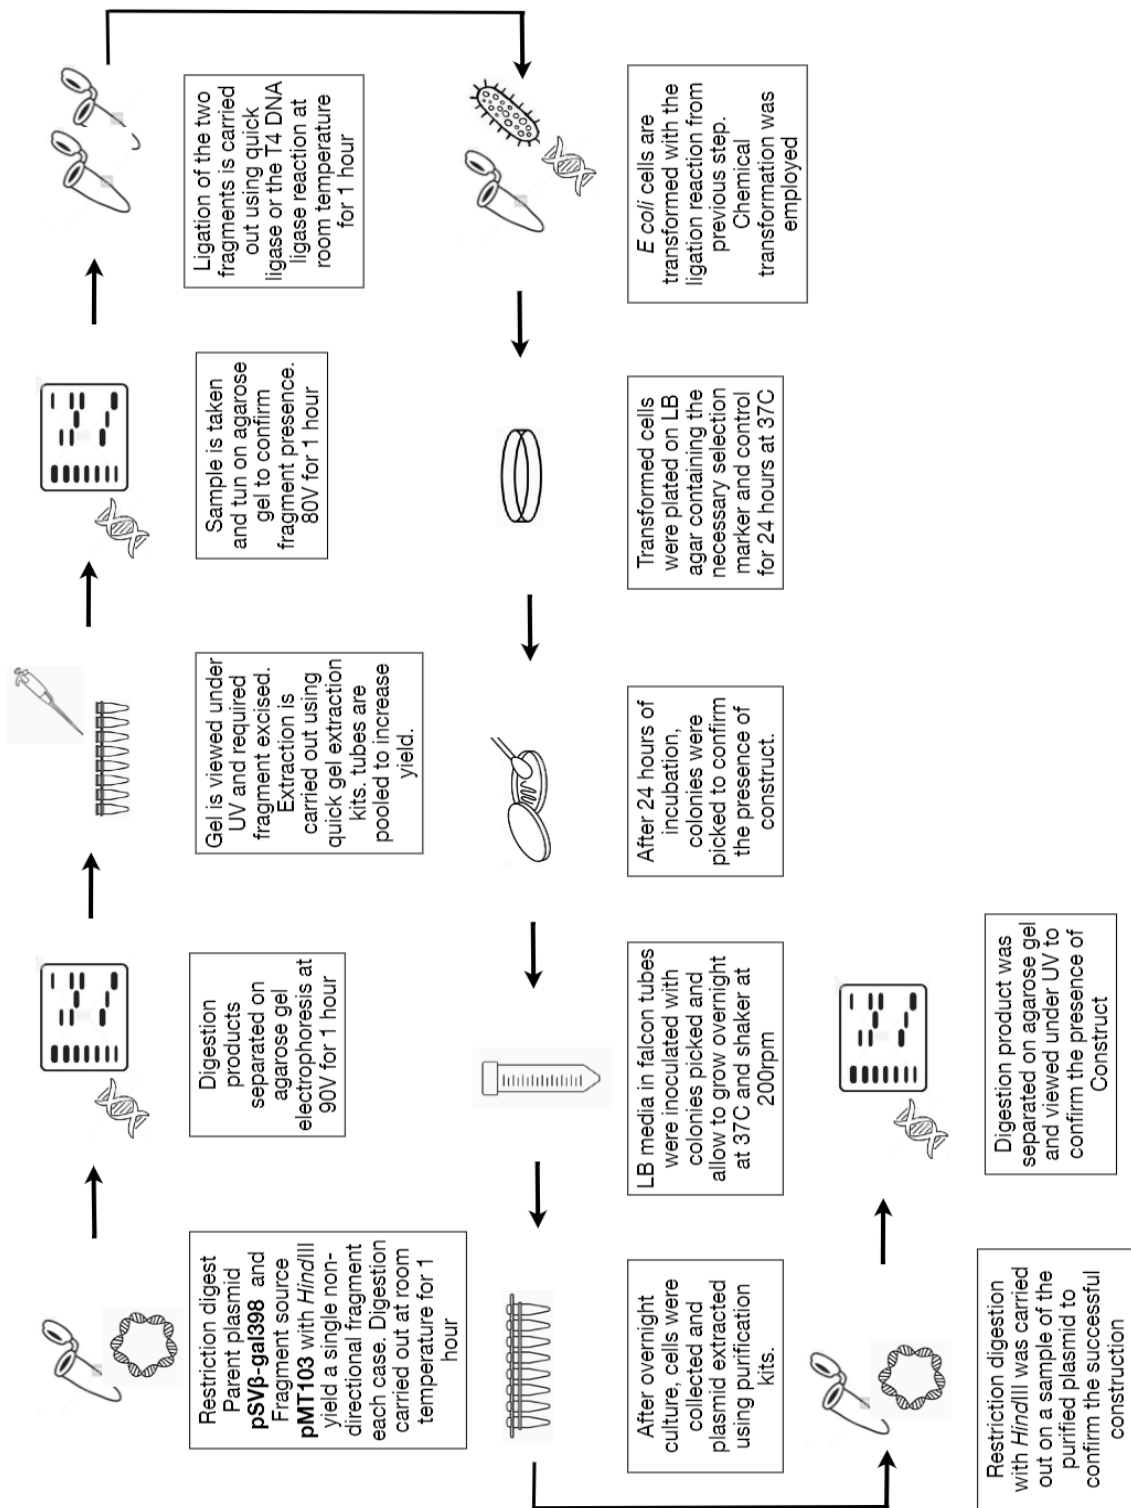 Restriction digest
Parent plasmid
pSVβ-gal398 and
Fragment source
pMT103 with HindIII
yield a single non-
directional fragment
each case. Digestion
carried out at room
temperature for 1
hour
Digestion
products
separated on
agarose gel
electrophoresis at
90V for 1 hour
Gel is viewed under
UV and required
fragment excised.
Extraction is
carried out using
quick gel extraction
kits. tubes are
pooled to increase
yield.
Sample is taken
and tun on agarose
gel to confirm
fragment presence.
80V for 1 hour
Ligation of the two
fragments is carried
out using quick
ligase or the T4 DNA
ligase reaction at
room temperature
for 1 hour
E coli cells are
transformed with the
ligation reaction from
previous step.
Chemical
transformation was
employed
Transformed cells
were plated on LB
agar containing the
necessary selection
marker and control
for 24 hours at 37C
After 24 hours of
incubation,
colonies were
picked to confirm
the presence of
construct.
LB media in falcon tubes
were inoculated with
colonies picked and
allow to grow overnight
at 37C and shaker at
200rpm
After overnight
culture, cells were
collected and
plasmid extracted
using purification
kits.
Restriction digestion
with HindIII was carried
out on a sample of the
purified plasmid to
confirm the successful
construction
Digestion product was
separated on agarose gel
and viewed under UV to
confirm the presence of
Construct